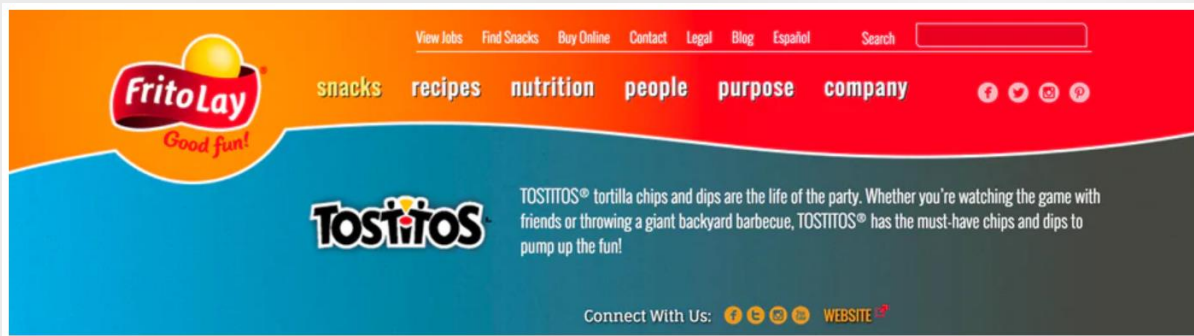 View Jobs Find Snacks Buy Online Contact Legal Blog Español Search
Frito Lay
Good fun!
snacks recipes nutrition people purpose company
TOSTITOS
TOSTITOS® tortilla chips and dips are the life of the party. Whether you're watching the game with
friends or throwing a giant backyard barbecue, TOSTITOS® has the must-have chips and dips to
pump up the fun!
Connect With Us: WEBSITE